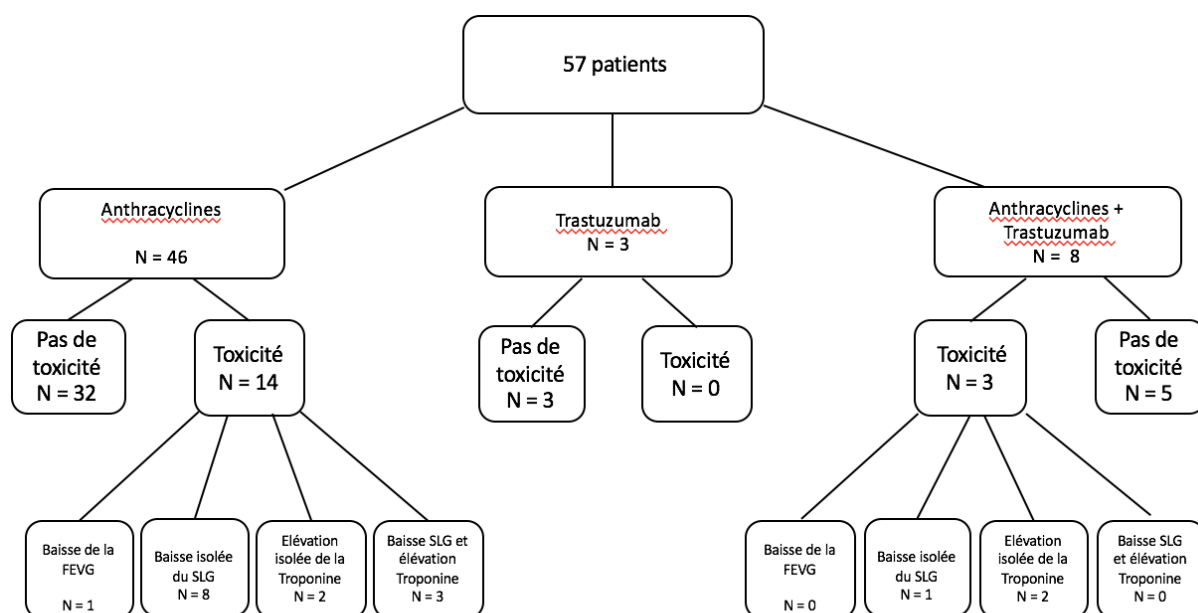 57 patients
Anthracyclines
N = 46
Trastuzumab
N = 3
Anthracyclines +
Trastuzumab
N = 8
Pas de
toxicité
N = 32
Toxicité
N = 14
Pas de
toxicité
N = 3
Toxicité
N = 0
Toxicité
N = 3
Pas de
toxicité
N = 5
Baisse de la
FEVG
N = 1
Baisse isolée
du SLG
N = 8
Elévation
isolée de la
Troponine
N = 2
Baisse SLG et
élévation
Troponine
N = 3
Baisse de la
FEVG
N = 0
Baisse isolée
du SLG
N = 1
Elévation
isolée de la
Troponine
N = 2
Baisse SLG
et élévation
Troponine
N = 0